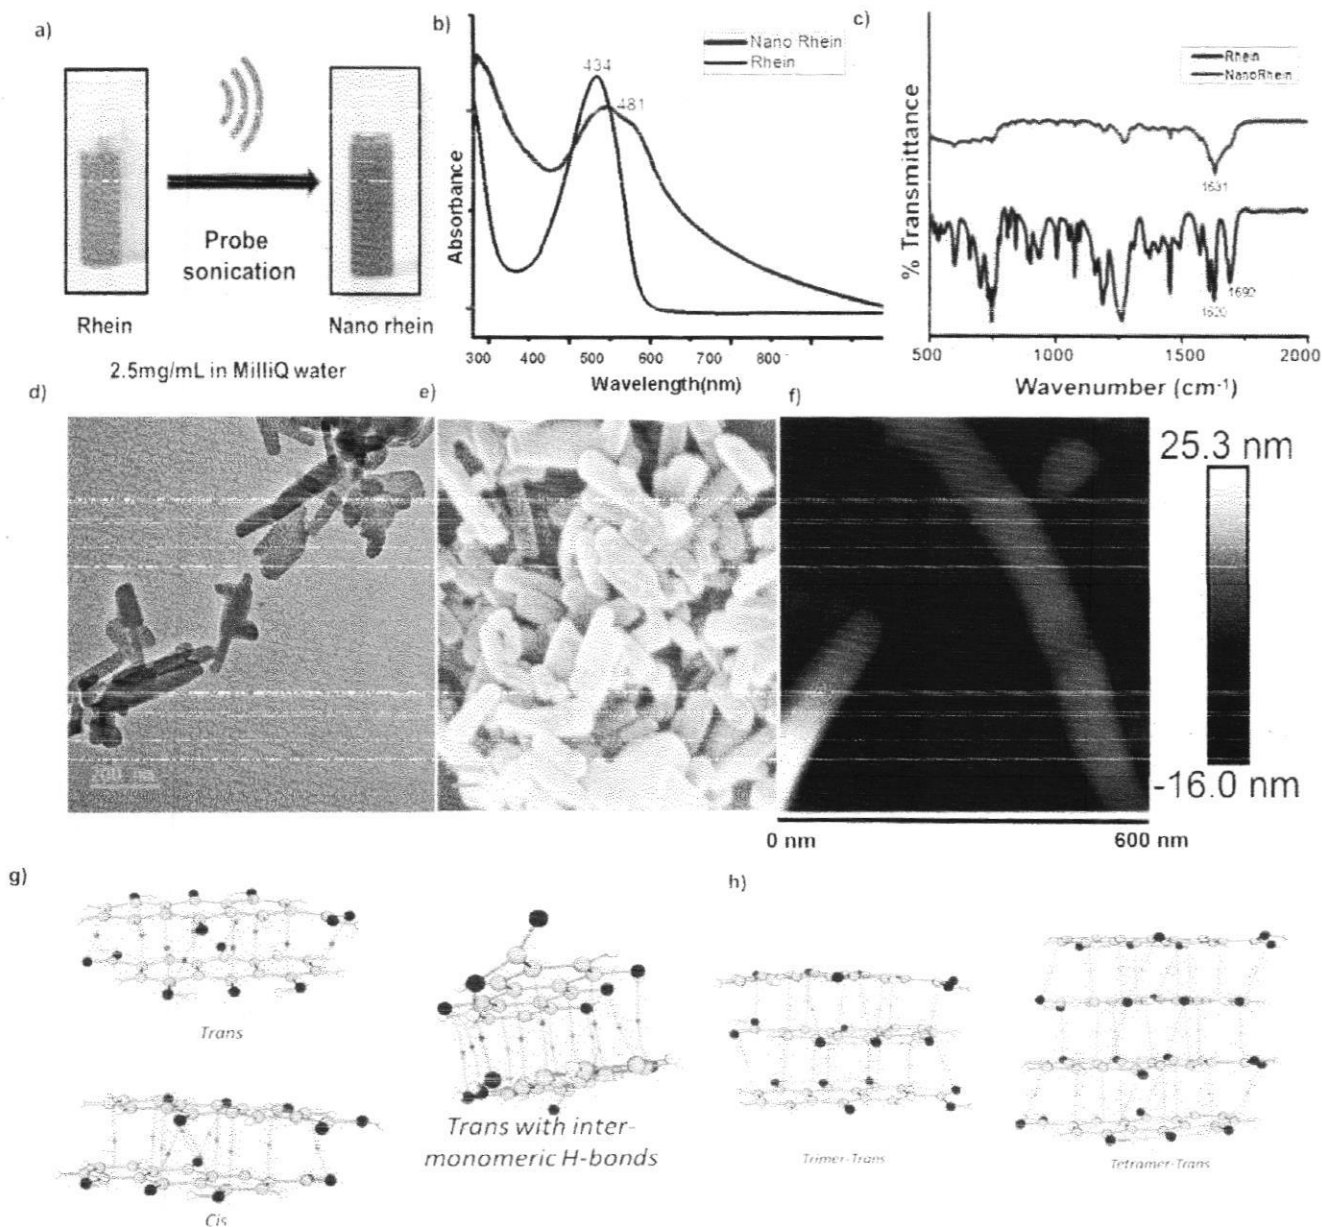 a)
Probe
sonication
Rhein
Nano rhein
2.5mg/mL in MilliQ water
b)
Nano Rhein
Rhein
434
481
Absorbance
300 400 500 600 700 800
Wavelength(nm)
c)
Rhein
NanoRhein
1631
1692
1620
% Transmittance
500 1000 1500 2000
Wavenumber (cm-1)
d)
200 nm
e)
f)
25.3 nm
-16.0 nm
0 nm 600 nm
g)
Trans
Cis
Trans with inter-
monomeric H-bonds
h)
Trimer-Trans
Tetramer-Trans